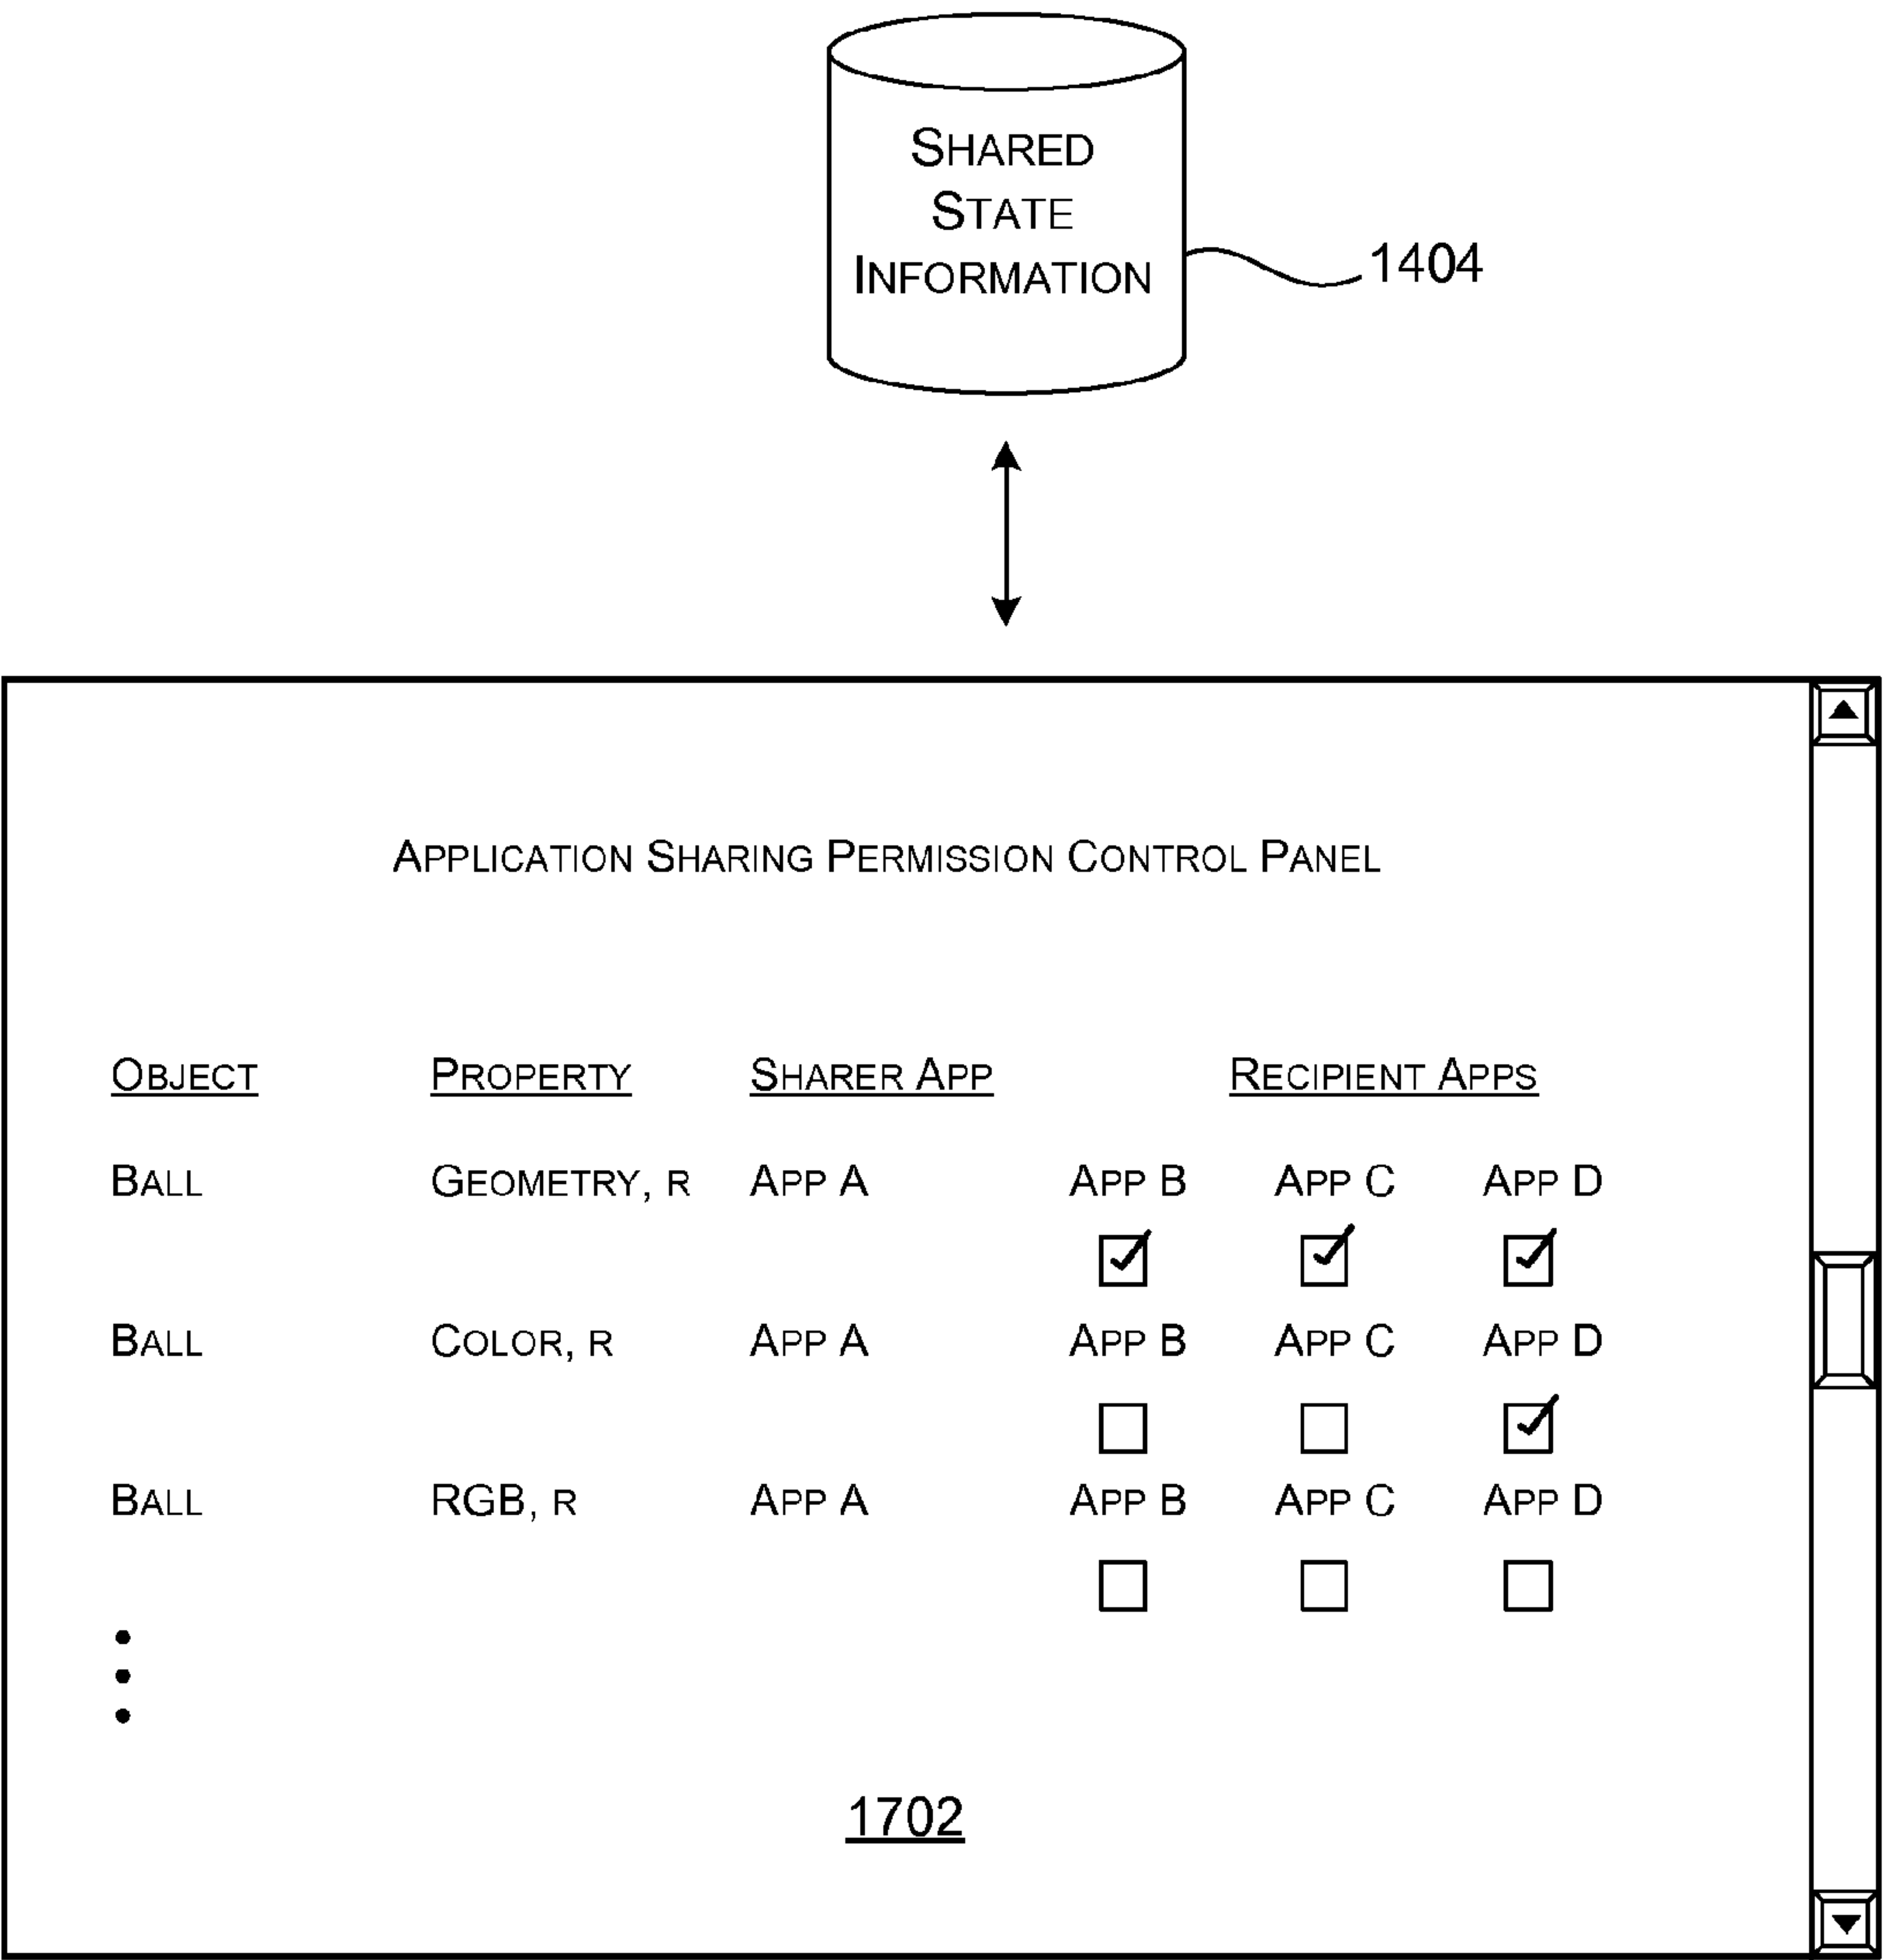 SHARED
STATE
INFORMATION
1404
APPLICATION SHARING PERMISSION CONTROL PANEL
OBJECT PROPERTY SHARER APP RECIPIENT APPS
BALL GEOMETRY, R APP A APP B APP C APP D
BALL COLOR, R APP A APP B APP C APP D
BALL RGB, R APP A APP B APP C APP D
1702